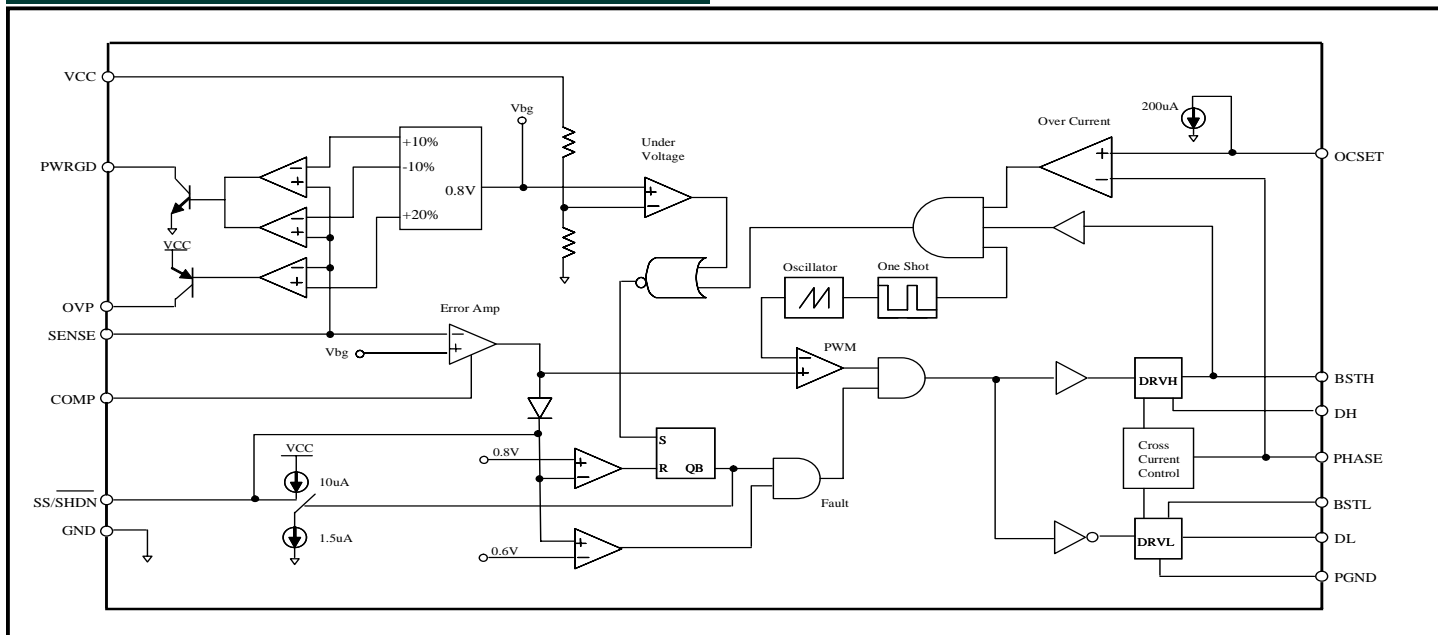 VCC
PWRGD
OVP
SENSE
COMP
SS/SHDN
GND
+10%
-10%
0.8V
+20%
VCC
Vbg
Under
Voltage
Error Amp
Vbg
VCC
10uA
1.5uA
0.8V
0.6V
S
R QB
Fault
Oscillator
One Shot
PWM
Over Current
200uA
DRVH
Cross
Current
Control
DRVL
OCSET
BSTH
DH
PHASE
BSTL
DL
PGND